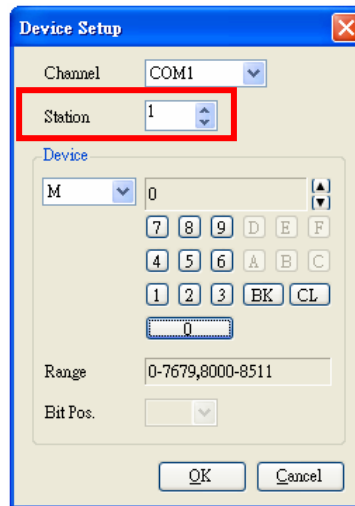 Device Setup
Channel COM1
Station 1
Device
M 0
7 8 9 D E F
4 5 6 A B C
1 2 3 BK CL
0
Range 0-7679,8000-8511
Bit Pos.
OK Cancel